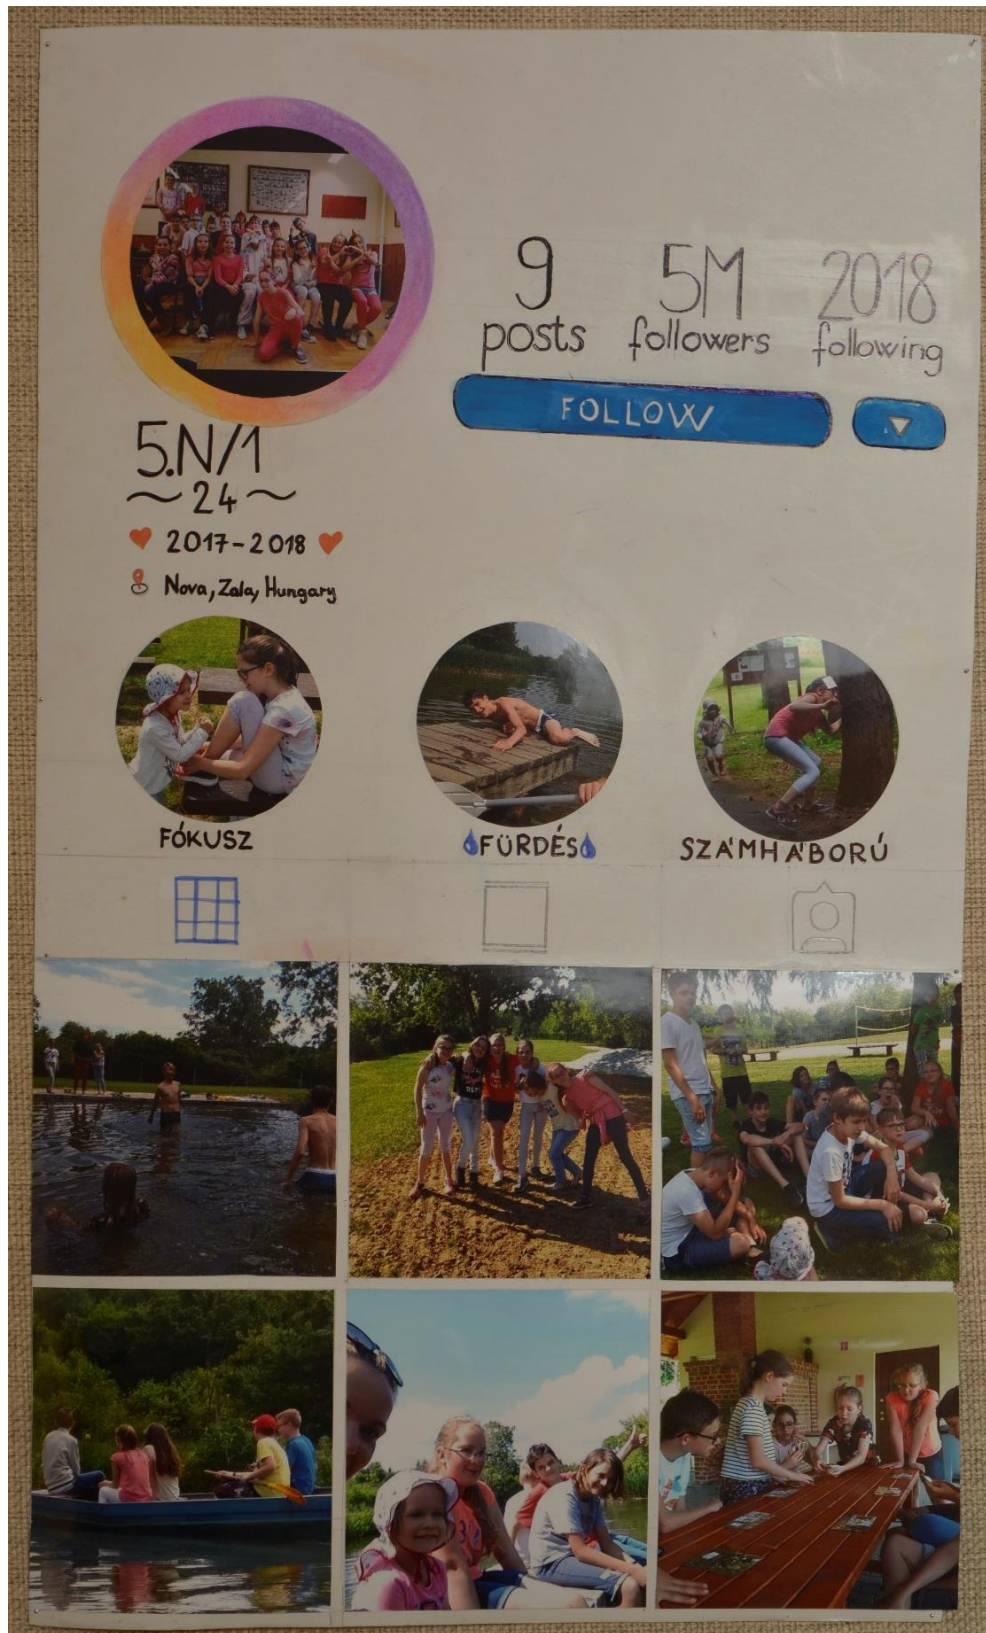 9 5M 2018
posts followers following
FOLLOW
5.N/1
~ 24 ~
2017-2018
Nova, Zala, Hungary
FÓKUSZ
FÜRDÉS
SZÁMHÁBORÚ